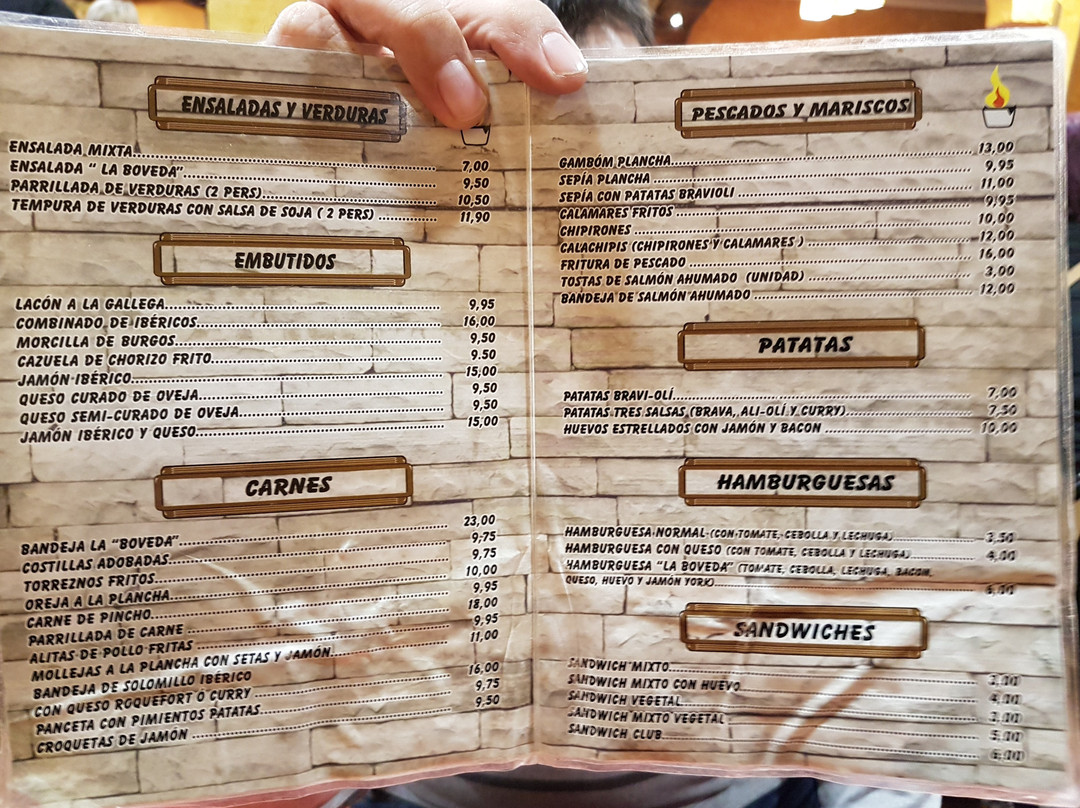 ENSALADAS Y VERDURAS
ENSALADA MIXTA 7,00
ENSALADA “ LA BOVEDA” 9,50
PARRILLADA DE VERDURAS (2 PERS) 10,50
TEMPURA DE VERDURAS CON SALSA DE SOJA ( 2 PERS) 11,90
EMBUTIDOS
LACÓN A LA GALLEGA 9,95
COMBINADO DE IBÉRICOS 16,00
MORCILLA DE BURGOS 9,50
CAZUELA DE CHORIZO FRITO 9.50
JAMÓN IBÉRICO 15,00
QUESO CURADO DE OVEJA 9,50
QUESO SEMI-CURADO DE OVEJA 9,50
JAMÓN IBÉRICO Y QUESO 15,00
CARNES
BANDEJA LA “BOVEDA” 23,00
COSTILLAS ADOBADAS 9,75
TORREZNOS FRITOS 9,75
OREJA A LA PLANCHA 10,00
CARNE DE PINCHO 9,95
PARRILLADA DE CARNE 18,00
ALITAS DE POLLO FRITAS 9,95
MOLLEJAS A LA PLANCHA CON SETAS Y JAMÓN 11,00
BANDEJA DE SOLOMILLO IBÉRICO
CON QUESO ROQUEFORT Ó CURRY 16,00
PANCETA CON PIMIENTOS PATATAS 9,75
CROQUETAS DE JAMÓN 9,50
PESCADOS Y MARISCOS
GAMBÓM PLANCHA 13,00
SEPÍA PLANCHA 9,95
SEPÍA CON PATATAS BRAVIOLI 11,00
CALAMARES FRITOS 9,95
CHIPIRONES 10,00
CALACHIPIS (CHIPIRONES Y CALAMARES ) 12,00
FRITURA DE PESCADO 16,00
TOSTAS DE SALMÓN AHUMADO (UNIDAD) 3,00
BANDEJA DE SALMÓN AHUMADO 12,00
PATATAS
PATATAS BRAVI-OLÍ 7,00
PATATAS TRES SALSAS (BRAVA, ALI-OLÍ Y CURRY) 7,50
HUEVOS ESTRELLADOS CON JAMÓN Y BACON 10,00
HAMBURGUESAS
HAMBURGUESA NORMAL (CON TOMATE, CEBOLLA Y LECHUGA) 3,50
HAMBURGUESA CON QUESO (CON TOMATE, CEBOLLA Y LECHUGA) 4,00
HAMBURGUESA “LA BOVEDA” (TOMATE, CEBOLLA, LECHUGA, BACON,
QUESO, HUEVO Y JAMÓN YORK) 6,00
SANDWICHES
SANDWICH MIXTO 3,00
SANDWICH MIXTO CON HUEVO 4,00
SANDWICH VEGETAL 3,00
SANDWICH MIXTO VEGETAL 5,00
SANDWICH CLUB 6,00